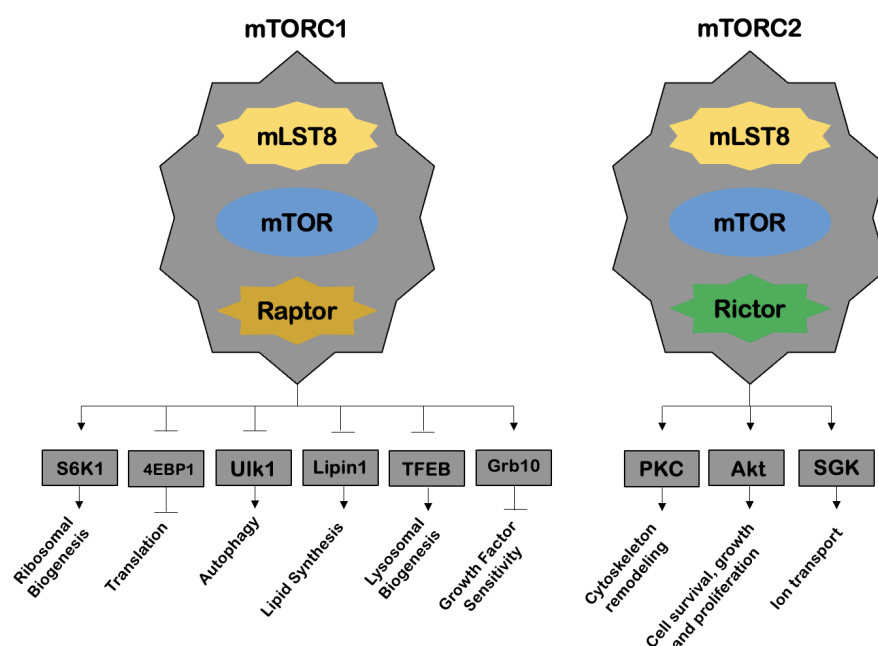 mTORC1
mTORC2
mLST8
mLST8
mTOR
mTOR
Raptor
Rictor
S6K1
4EBP1
Ulk1
Lipin1
TFEB
Grb10
PKC
Akt
SGK
Ribosomal
Biogenesis
Translation
Autophagy
Lipid Synthesis
Lysosomal
Biogenesis
Growth Factor
Sensitivity
Cytoskeleton
remodeling
Cell survival, growth
and proliferation
Ion transport